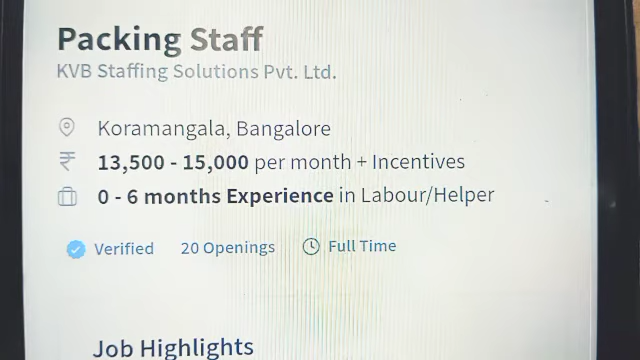 Packing Staff
KVB Staffing Solutions Pvt. Ltd.
Koramangala, Bangalore
₹ 13,500 - 15,000 per month + Incentives
0 - 6 months Experience in Labour/Helper
Verified 20 Openings Full Time
Job Highlights